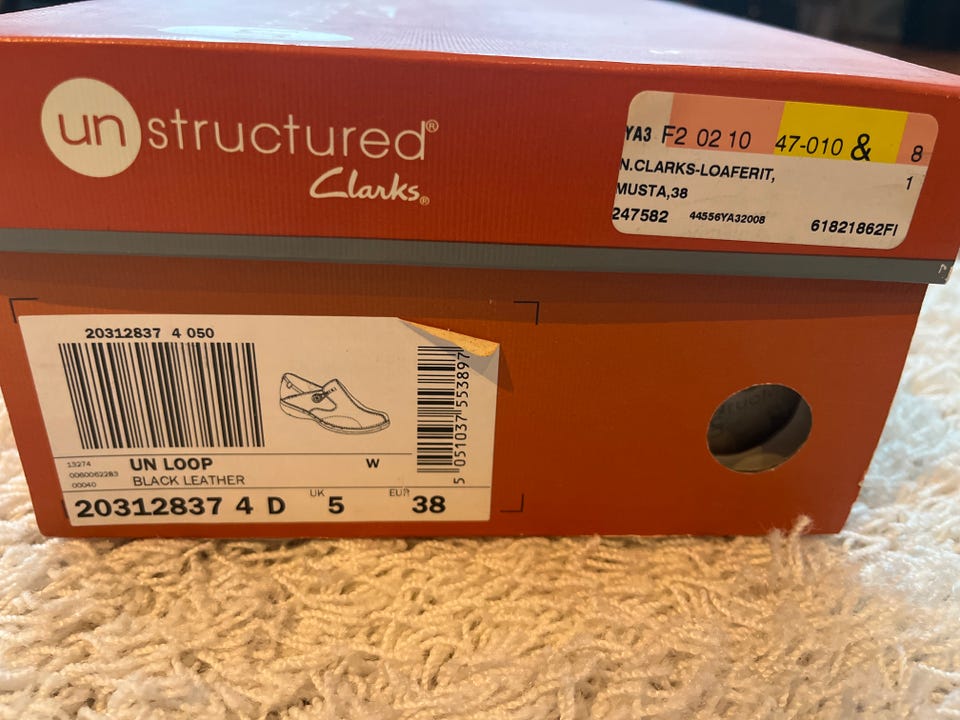 unstructured®
Clarks®
YA3 F2 02 10 47-010 & 8
N.CLARKS-LOAFERIT, 1
MUSTA,38
247582 44556YA32008 61821862FI
20312837 4 050
5 051037 553897
13274
0060062283
00040
UN LOOP W
BLACK LEATHER
20312837 4 D UK 5 EUR 38